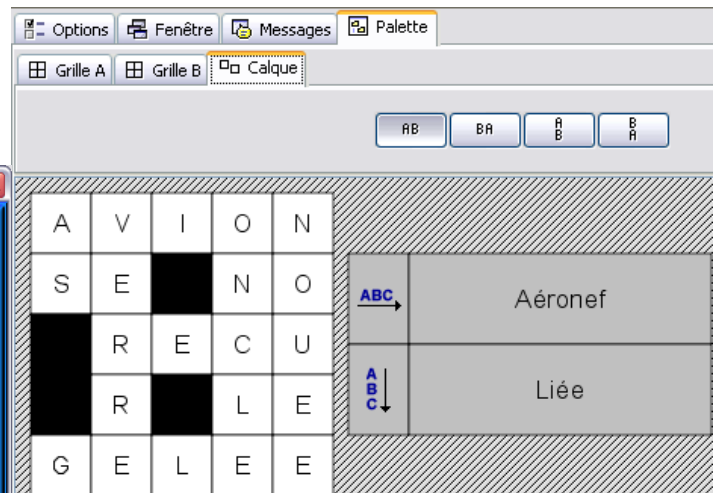 Options Fenêtre Messages Palette
Grille A Grille B Calque
AB BA A B B A
A V I O N
S E N O
ABC Aéronef
R E C U
R L E
A B C Liée
G E L E E